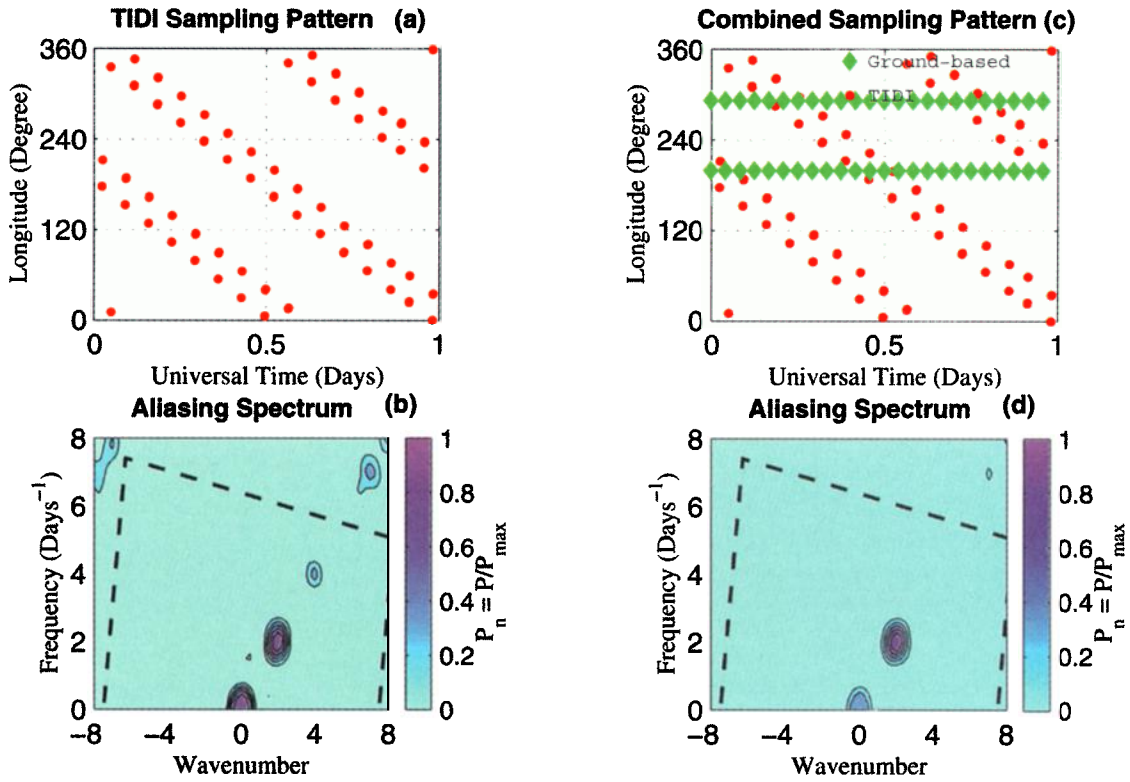 TIDI Sampling Pattern (a)
360
240
120
0
Longitude (Degree)
0 0.5 1
Universal Time (Days)
Combined Sampling Pattern (c)
Ground-based
TIDI
360
240
120
0
Longitude (Degree)
0 0.5 1
Universal Time (Days)
Aliasing Spectrum (b)
8
6
4
2
0
Frequency (Days⁻¹)
−8 −4 0 4 8
Wavenumber
1
0.8
0.6
0.4
0.2
0
P_n = P/P_max
Aliasing Spectrum (d)
8
6
4
2
0
Frequency (Days⁻¹)
−8 −4 0 4 8
Wavenumber
1
0.8
0.6
0.4
0.2
0
P_n = P/P_max